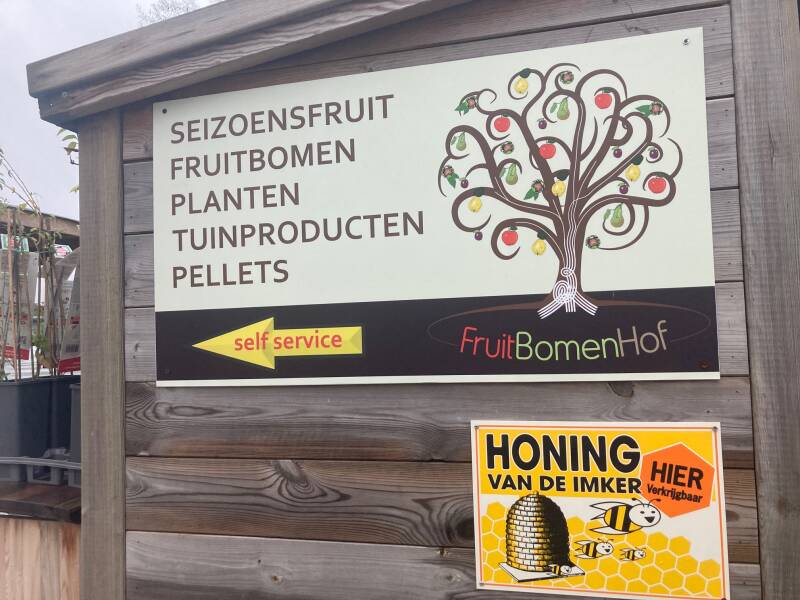 SEIZOENSFRUIT
FRUITBOMEN
PLANTEN
TUINPRODUCTEN
PELLETS
self service
FruitBomenHof
HONING
VAN DE IMKER
HIER
Verkrijgbaar